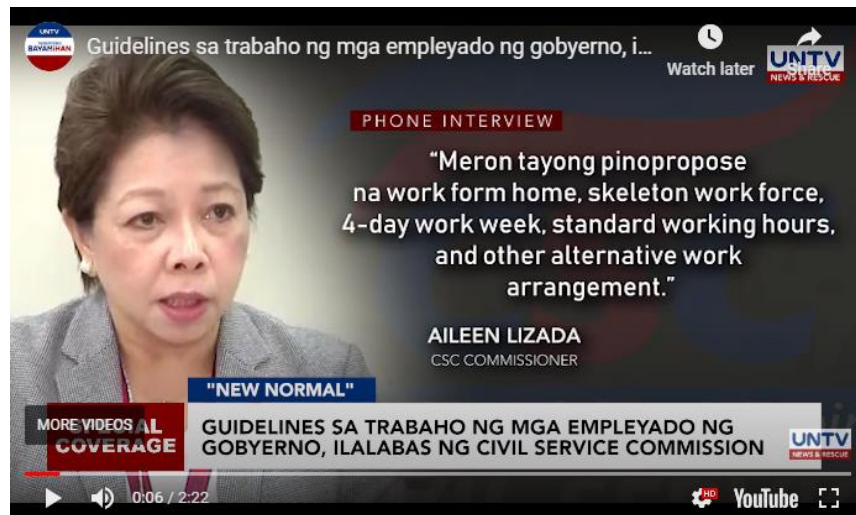 UNTV
BAYANIHAN
Guidelines sa trabaho ng mga empleyado ng gobyerno, i...
Watch later
Share
UNTV
NEWS & RESCUE
PHONE INTERVIEW
“Meron tayong pinopropose
na work form home, skeleton work force,
4-day work week, standard working hours,
and other alternative work
arrangement.”
AILEEN LIZADA
CSC COMMISSIONER
"NEW NORMAL"
MORE VIDEOS
COVERAGE
GUIDELINES SA TRABAHO NG MGA EMPLEYADO NG
GOBYERNO, ILALABAS NG CIVIL SERVICE COMMISSION
UNTV
NEWS & RESCUE
0:06 / 2:22
HD
YouTube